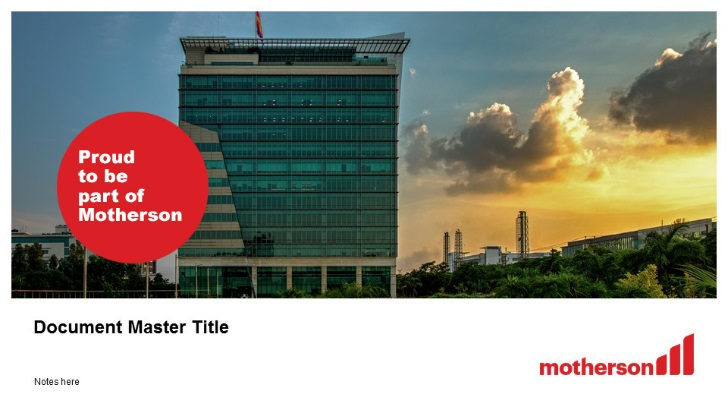 Proud
to be
part of
Motherson
Document Master Title
motherson
Notes here